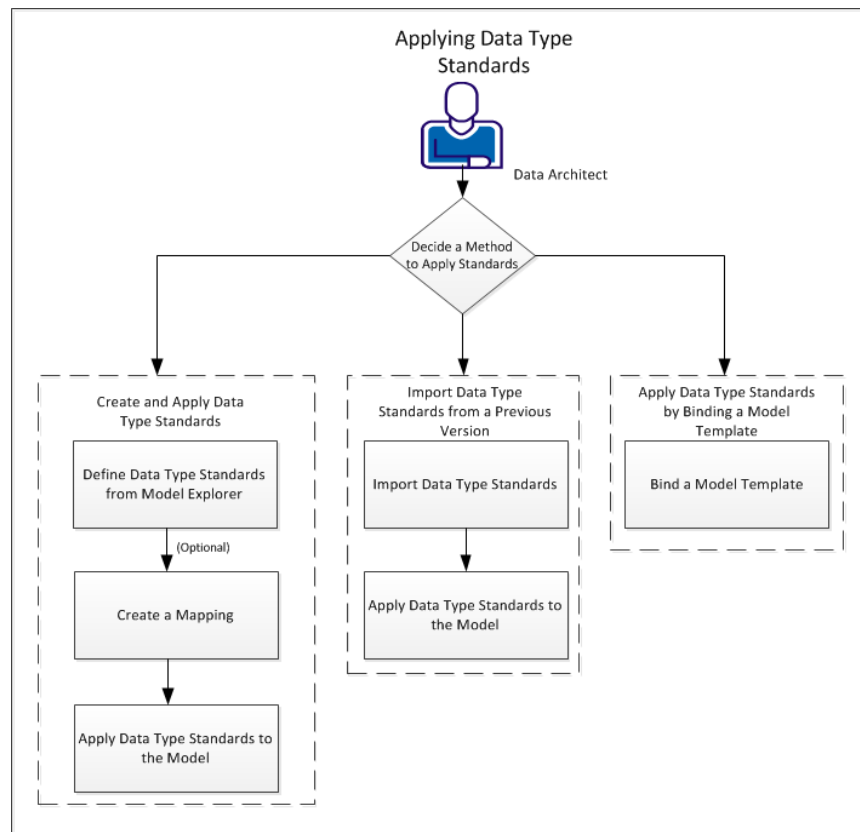 Applying Data Type
Standards
Data Architect
Decide a Method
to Apply Standards
Create and Apply Data
Type Standards
Define Data Type Standards
from Model Explorer
(Optional)
Create a Mapping
Apply Data Type Standards to
the Model
Import Data Type
Standards from a Previous
Version
Import Data Type Standards
Apply Data Type Standards to
the Model
Apply Data Type Standards
by Binding a Model
Template
Bind a Model Template